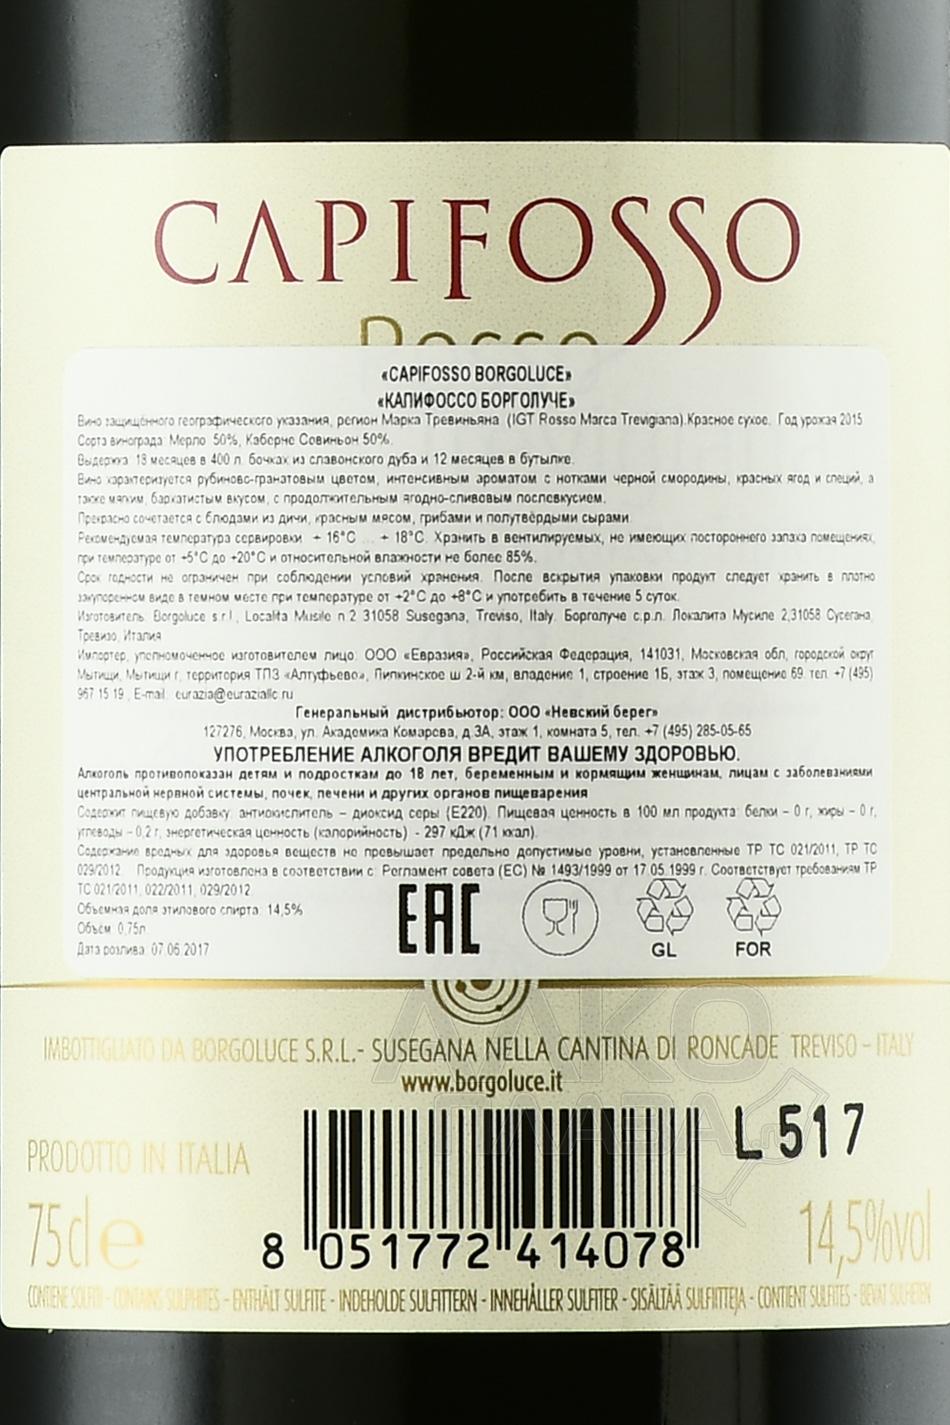 CAPIFOSSO
Rosso
«CAPIFOSSO BORGOLUCE»
«КАПИФОССО БОРГОЛУЧЕ»
Вино защищённого географического указания, регион Марка Тревиньяна (IGT Rosso Marca Trevigiana).Красное сухое. Год урожая 2015
Сорта винограда: Мерло 50%, Каберне Совиньон 50%.
Выдержка: 18 месяцев в 400 л. бочках из славонского дуба и 12 месяцев в бутылке.
Вино характеризуется рубиново-гранатовым цветом, интенсивным ароматом с нотками черной смородины, красных ягод и специй, а
также мягким, бархатистым вкусом, с продолжительным ягодно-сливовым послевкусием.
Прекрасно сочетается с блюдами из дичи, красным мясом, грибами и полутвёрдыми сырами.
Рекомендуемая температура сервировки + 16°С ... + 18°С. Хранить в вентилируемых, не имеющих постороннего запаха помещениях,
при температуре от +5°С до +20°С и относительной влажности не более 85%.
Срок годности не ограничен при соблюдении условий хранения. После вскрытия упаковки продукт следует хранить в плотно
закупоренном виде в темном месте при температуре от +2°С до +8°С и употребить в течение 5 суток.
Изготовитель: Borgoluce s.r.l., Localita Musile n.2 31058 Susegana, Treviso, Italy. Борголуче с.р.л. Локалита Мусиле 2,31058 Сусегана,
Тревизо, Италия
Импортер, уполномоченное изготовителем лицо: ООО «Евразия», Российская Федерация, 141031, Московская обл, городской округ
Мытищи, Мытищи г, территория ТПЗ «Алтуфьево», Липкинское ш 2-й км, владение 1, строение 1Б, этаж 3, помещение 69. тел. +7 (495)
967 15 19, E-mail: eurazia@euraziallc.ru
Генеральный дистрибьютор: ООО «Невский берег»
127276, Москва, ул. Академика Комарова, д.3А, этаж 1, комната 5, тел. +7 (495) 285-05-65
УПОТРЕБЛЕНИЕ АЛКОГОЛЯ ВРЕДИТ ВАШЕМУ ЗДОРОВЬЮ.
Алкоголь противопоказан детям и подросткам до 18 лет, беременным и кормящим женщинам, лицам с заболеваниями
центральной нервной системы, почек, печени и других органов пищеварения
Содержит пищевую добавку: антиокислитель – диоксид серы (Е220). Пищевая ценность в 100 мл продукта: белки – 0 г, жиры – 0 г,
углеводы – 0,2 г, энергетическая ценность (калорийность) - 297 кДж (71 ккал).
Содержание вредных для здоровья веществ не превышает предельно допустимые уровни, установленные ТР ТС 021/2011, ТР ТС
029/2012. Продукция изготовлена в соответствии с: Регламент совета (ЕС) № 1493/1999 от 17.05.1999 г. Соответствует требованиям ТР
ТС 021/2011, 022/2011, 029/2012.
Объемная доля этилового спирта: 14,5%
Объём: 0,75л.
Дата розлива: 07.06.2017
EAC
GL FOR
IMBOTTIGLIATO DA BORGOLUCE S.R.L.- SUSEGANA NELLA CANTINA DI RONCADE TREVISO - ITALY
www.borgoluce.it
АЛКО
ГЛАВА.ru
L 517
PRODOTTO IN ITALIA
75cl e
8 051772 414078
14,5%vol
CONTIENE SOLFITI - CONTAINS SULPHITES - ENTHÄLT SULFITE - INDEHOLDE SULFITTERN - INNEHÅLLER SULFITER - SISÄLTÄÄ SULFIITTEJA - CONTIENT SULFITES - BEVAT SULFIETEN